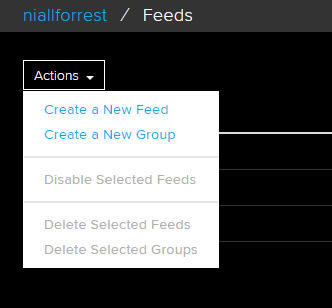 niallforrest / Feeds
Actions
Create a New Feed
Create a New Group
Disable Selected Feeds
Delete Selected Feeds
Delete Selected Groups